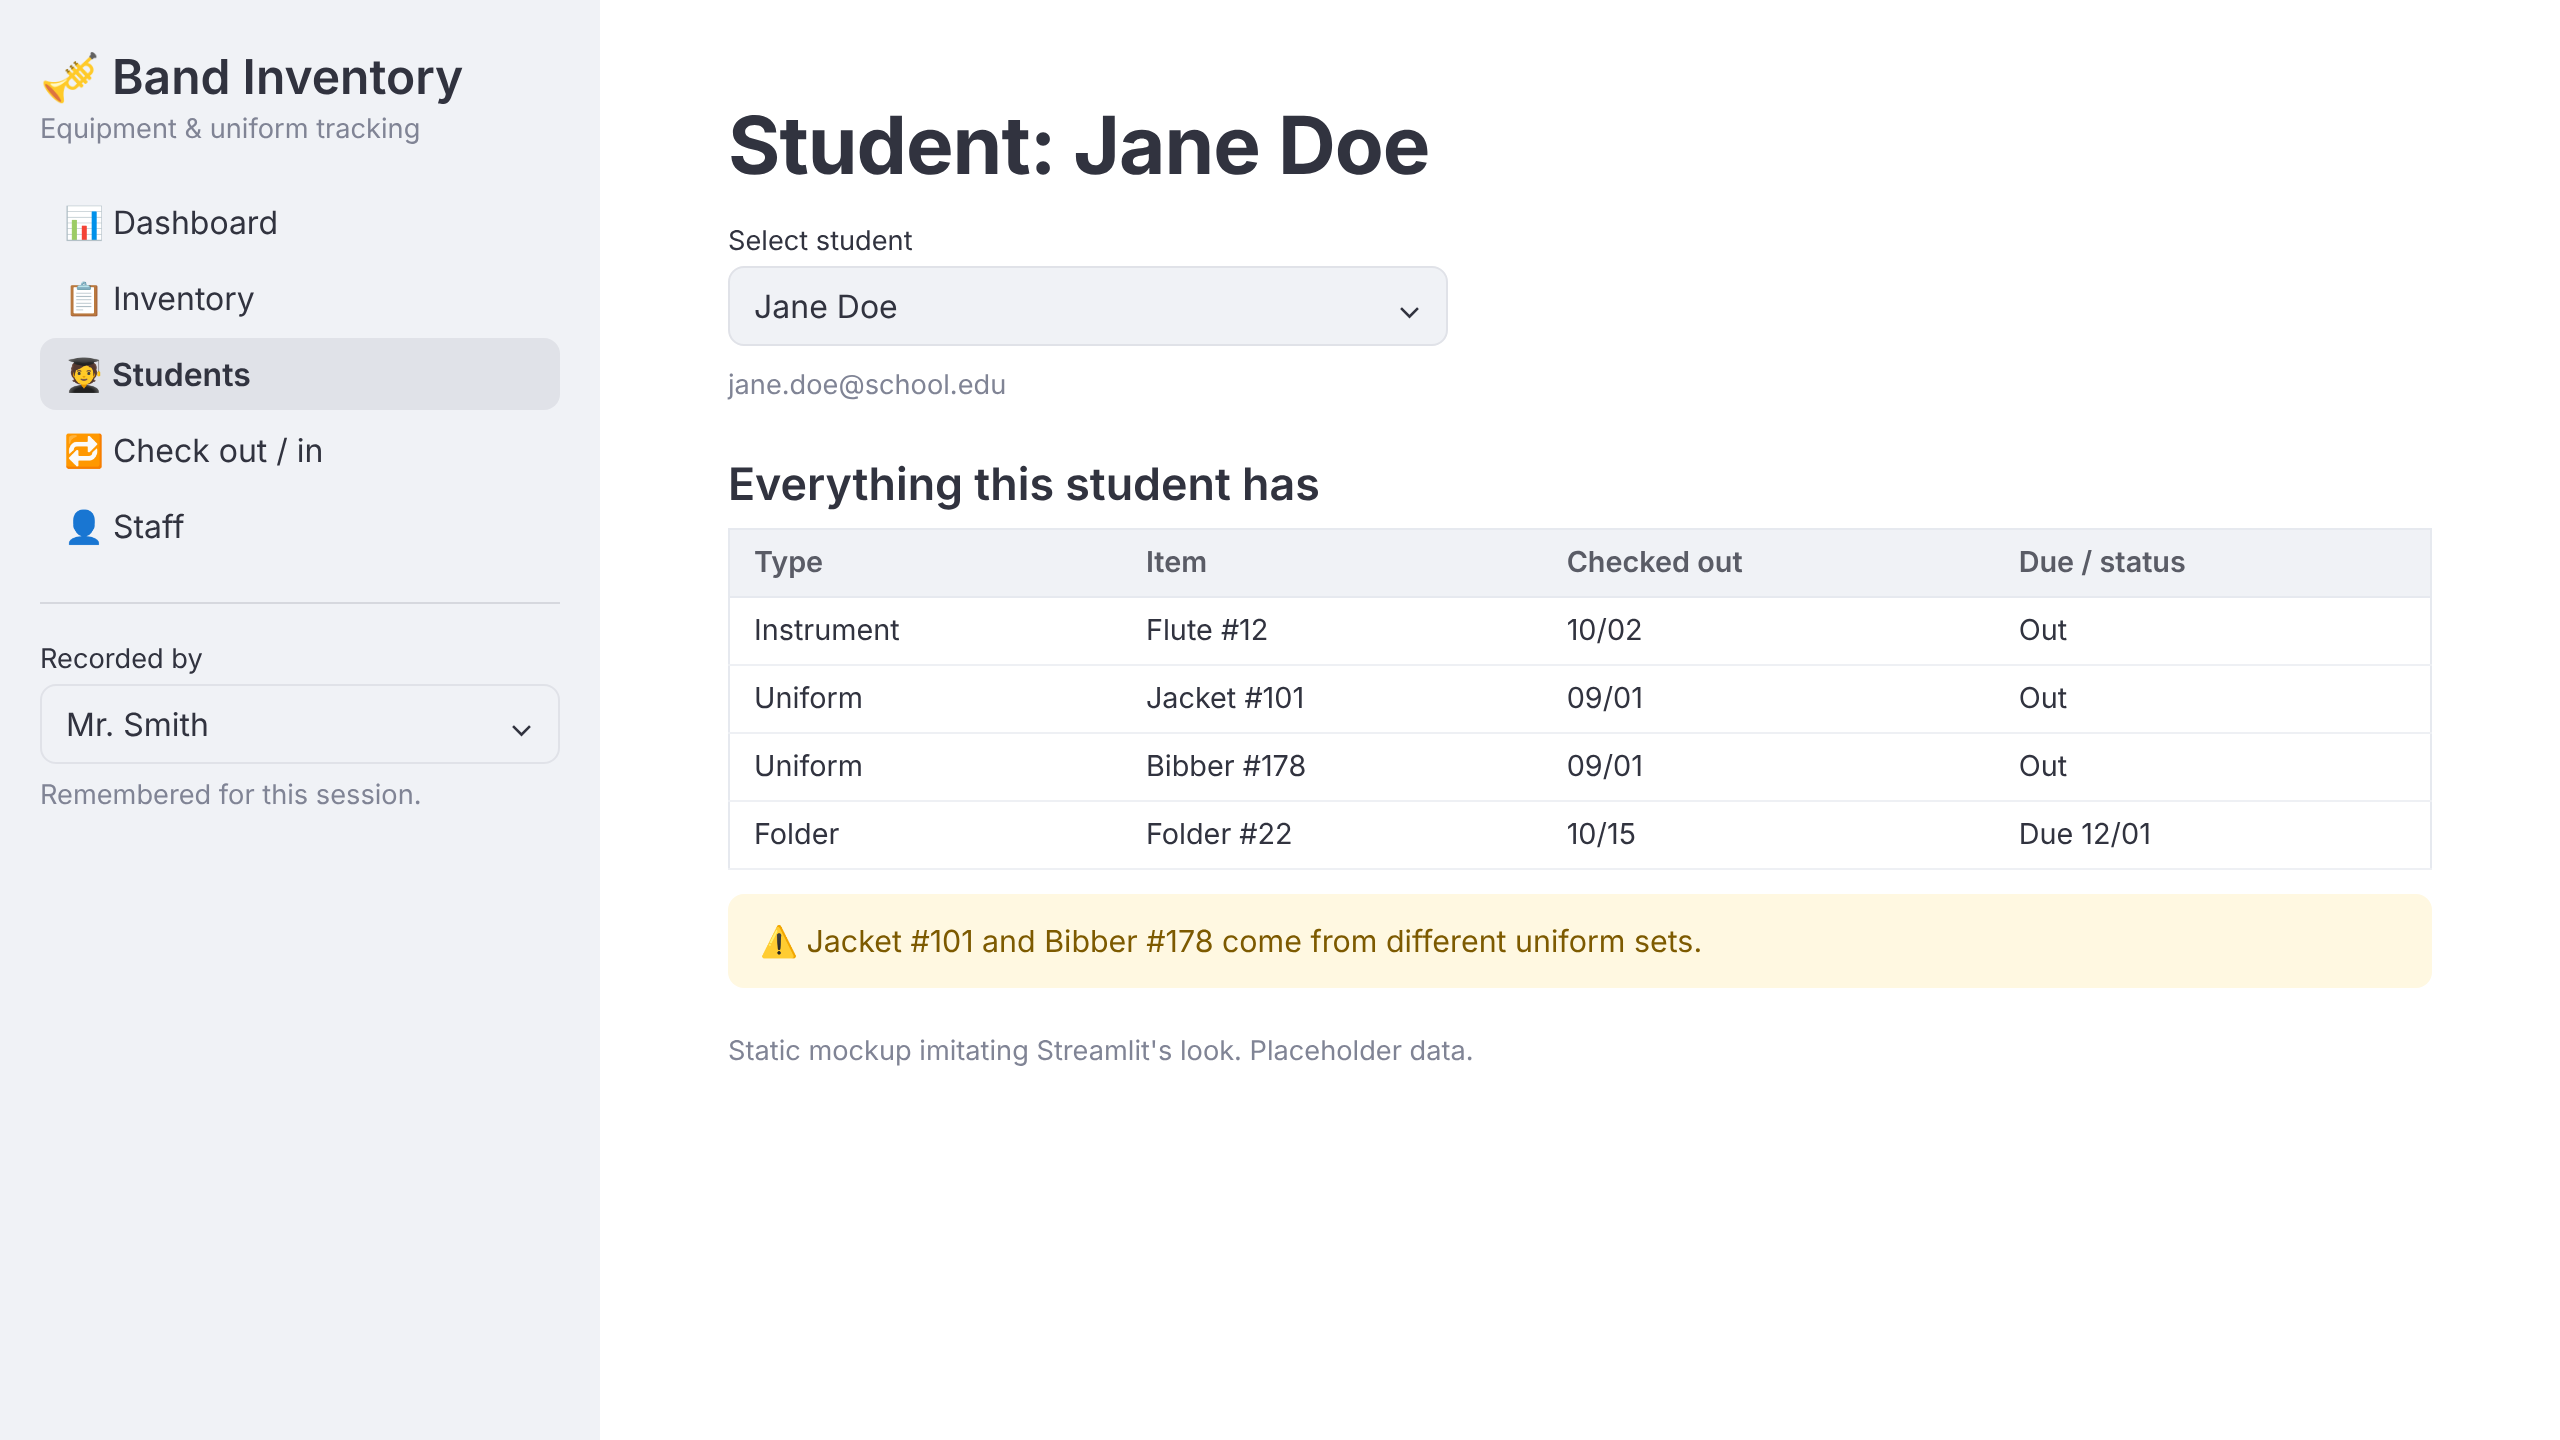 Band Inventory
Equipment & uniform tracking
Dashboard
Inventory
Students
Check out / in
Staff
Recorded by
Mr. Smith
Remembered for this session.
Student: Jane Doe
Select student
Jane Doe
jane.doe@school.edu
Everything this student has
Type Item Checked out Due / status
Instrument Flute #12 10/02 Out
Uniform Jacket #101 09/01 Out
Uniform Bibber #178 09/01 Out
Folder Folder #22 10/15 Due 12/01
Jacket #101 and Bibber #178 come from different uniform sets.
Static mockup imitating Streamlit's look. Placeholder data.